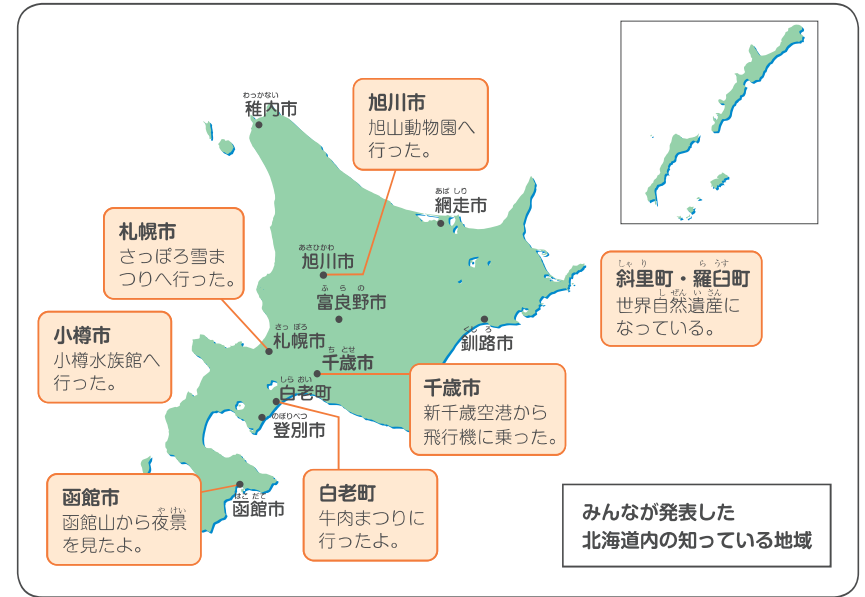 わっかない
稚内市
旭川市
旭山動物園へ
行った。
あば しり
網走市
札幌市
さっぽろ雪ま
つりへ行った。
あさひかわ
旭川市
ふ ら の
富良野市
しゃ り ら うす
斜里町・羅臼町
し ぜん い さん
世界自然遺産に
なっている。
小樽市
小樽水族館へ
行った。
さっ ぽろ
札幌市
くし ろ
釧路市
ち とせ
千歳市
しら おい
白老町
千歳市
新千歳空港から
飛行機に乗った。
のぼりべつ
登別市
函館市
や けい
函館山から夜景
を見たよ。
はこ だて
函館市
白老町
牛肉まつりに
行ったよ。
みんなが発表した
北海道内の知っている地域